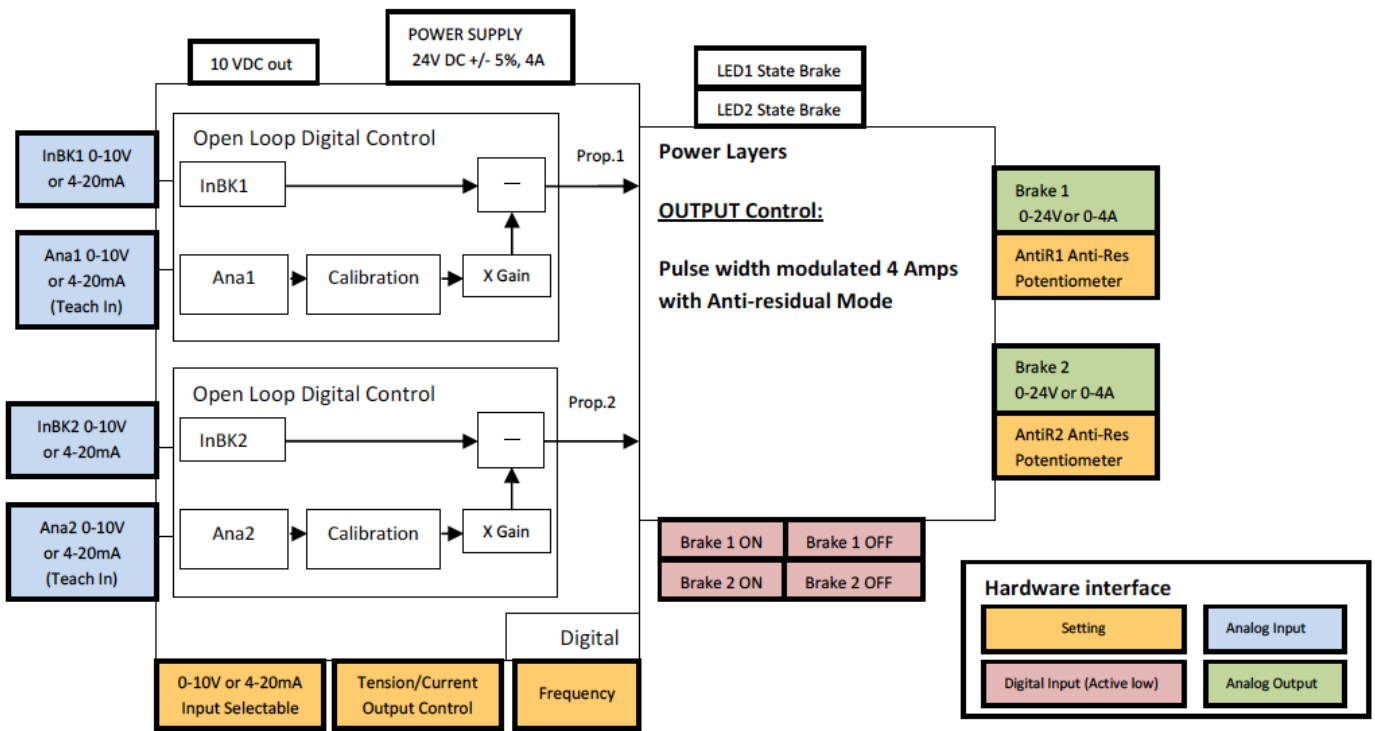 10 VDC out
POWER SUPPLY
24V DC +/- 5%, 4A
LED1 State Brake
LED2 State Brake
InBK1 0-10V
or 4-20mA
Ana1 0-10V
or 4-20mA
(Teach In)
Open Loop Digital Control
InBK1
—
Ana1
Calibration
X Gain
Prop.1
Power Layers
OUTPUT Control:
Pulse width modulated 4 Amps
with Anti-residual Mode
Brake 1
0-24V or 0-4A
AntiR1 Anti-Res
Potentiometer
InBK2 0-10V
or 4-20mA
Ana2 0-10V
or 4-20mA
(Teach In)
Open Loop Digital Control
InBK2
—
Ana2
Calibration
X Gain
Prop.2
Brake 2
0-24V or 0-4A
AntiR2 Anti-Res
Potentiometer
Brake 1 ON
Brake 1 OFF
Brake 2 ON
Brake 2 OFF
Digital
0-10V or 4-20mA
Input Selectable
Tension/Current
Output Control
Frequency
Hardware interface
Setting
Analog Input
Digital Input (Active low)
Analog Output